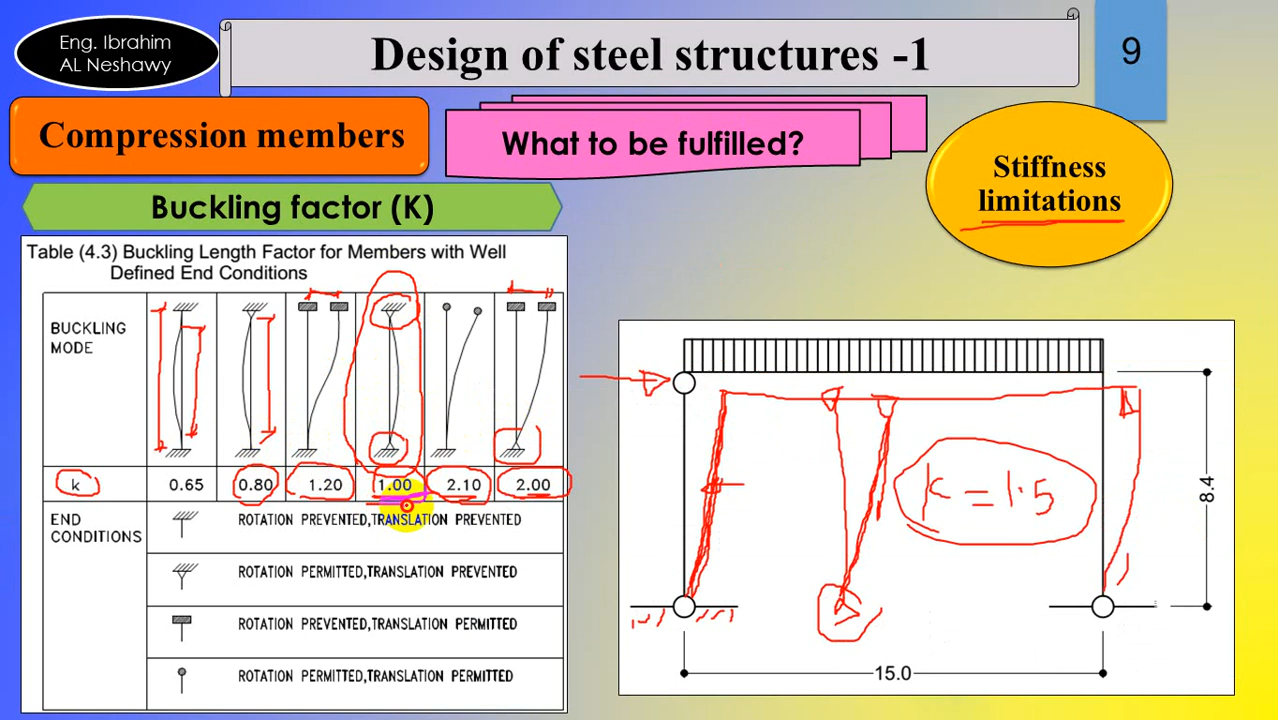 Eng. Ibrahim
AL Neshawy
Design of steel structures -1
9
Compression members
What to be fulfilled?
Stiffness
limitations
Buckling factor (K)
Table (4.3) Buckling Length Factor for Members with Well
Defined End Conditions
BUCKLING
MODE
k
0.65
0.80
1.20
1.00
2.10
2.00
END
CONDITIONS
ROTATION PREVENTED,TRANSLATION PREVENTED
ROTATION PERMITTED,TRANSLATION PREVENTED
ROTATION PREVENTED,TRANSLATION PERMITTED
ROTATION PERMITTED,TRANSLATION PERMITTED
k = 1.5
8.4
15.0